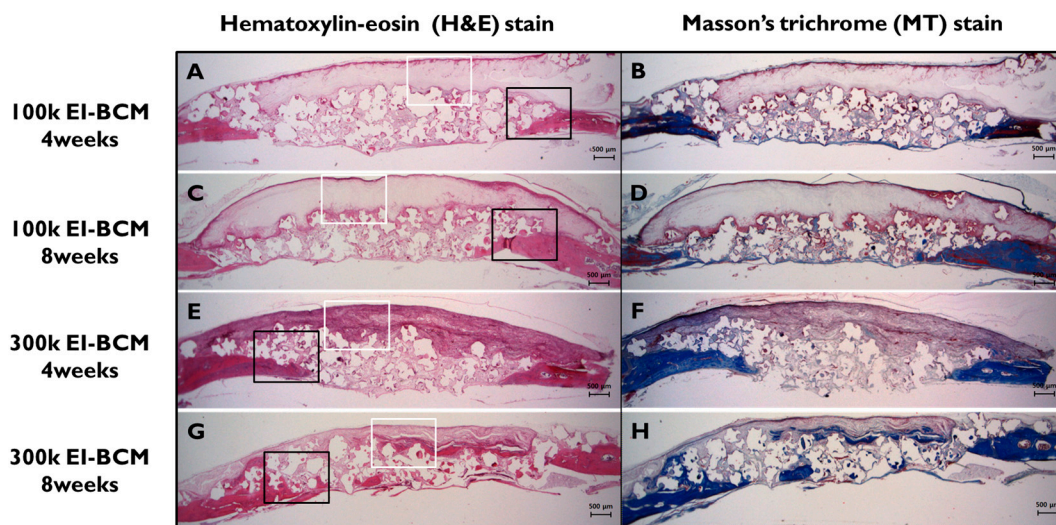 Hematoxylin-eosin (H&E) stain
Masson's trichrome (MT) stain
100k EI-BCM
4weeks
A
500 µm
B
500 µm
100k EI-BCM
8weeks
C
500 µm
D
500 µm
300k EI-BCM
4weeks
E
500 µm
F
500 µm
300k EI-BCM
8weeks
G
500 µm
H
500 µm